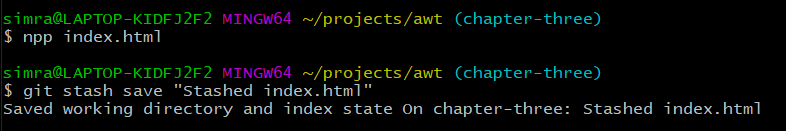 simra@LAPTOP-KIDFJ2F2 MINGW64 ~/projects/awt (chapter-three)
$ npp index.html
simra@LAPTOP-KIDFJ2F2 MINGW64 ~/projects/awt (chapter-three)
$ git stash save "Stashed index.html"
Saved working directory and index state On chapter-three: Stashed index.html